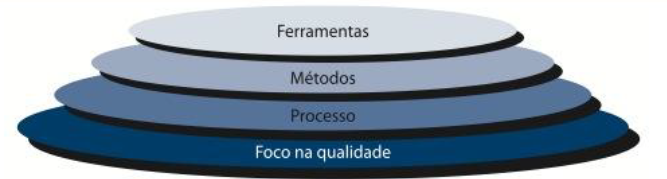 Ferramentas
Métodos
Processo
Foco na qualidade